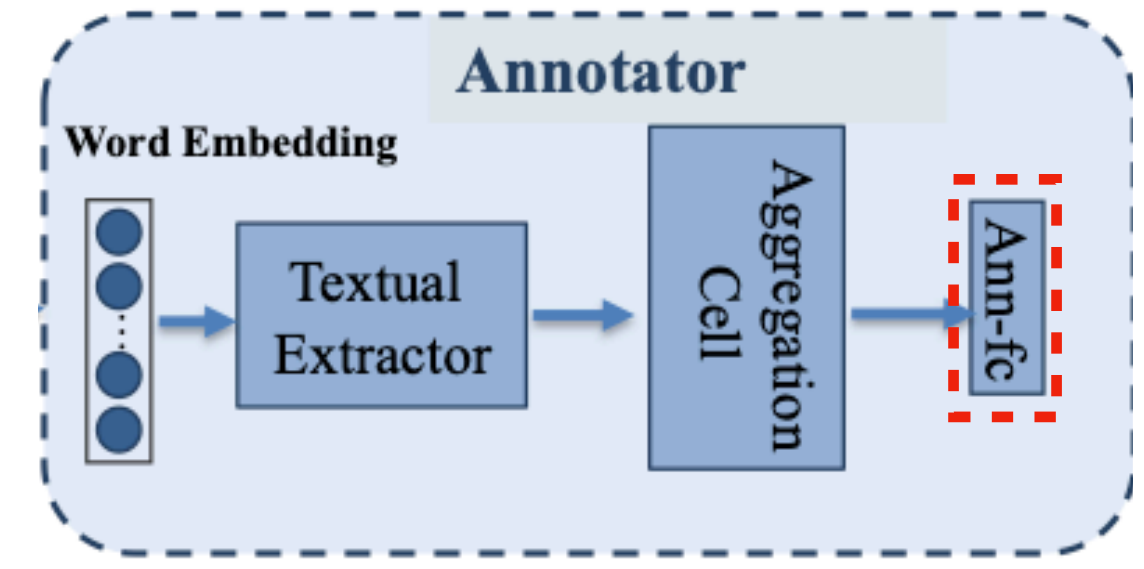 Annotator
Word Embedding
Textual
Extractor
Aggregation
Cell
Ann-fc